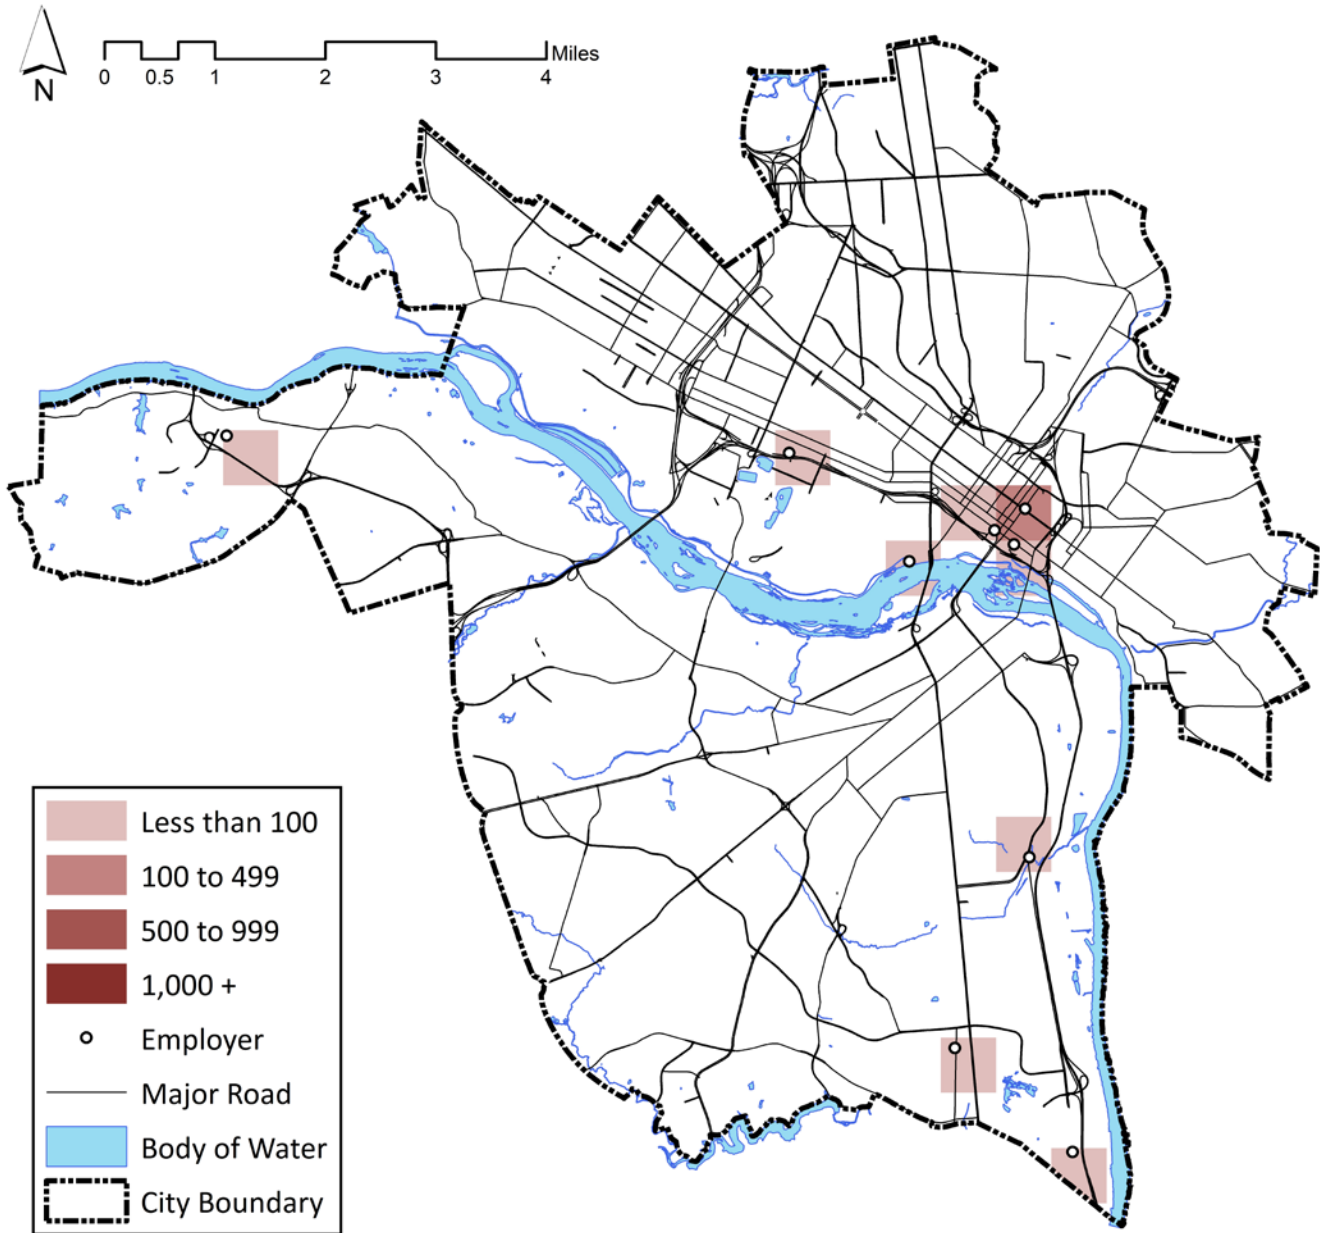 Miles
0 0.5 1 2 3 4
N
Less than 100
100 to 499
500 to 999
1,000 +
Employer
Major Road
Body of Water
City Boundary